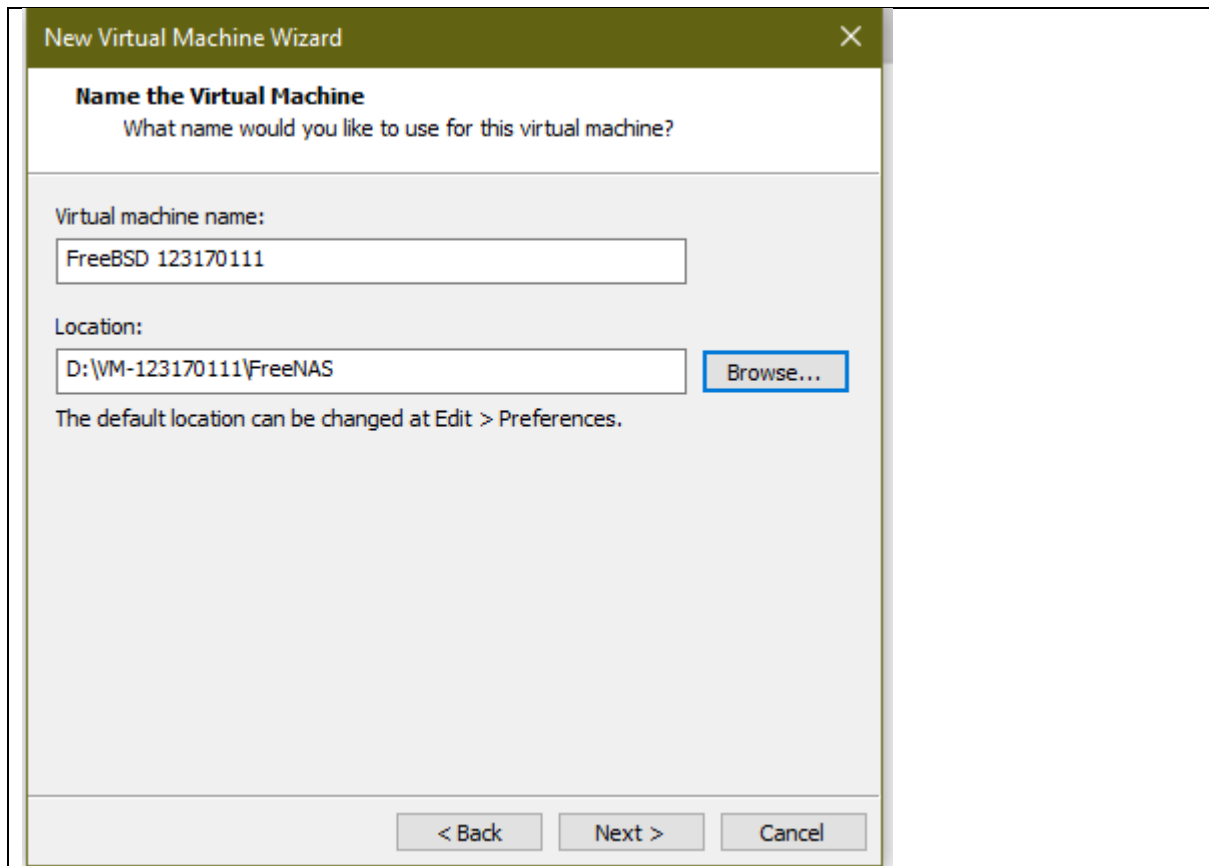 New Virtual Machine Wizard
Name the Virtual Machine
What name would you like to use for this virtual machine?
Virtual machine name:
FreeBSD 123170111
Location:
D:\VM-123170111\FreeNAS
Browse...
The default location can be changed at Edit > Preferences.
< Back Next > Cancel